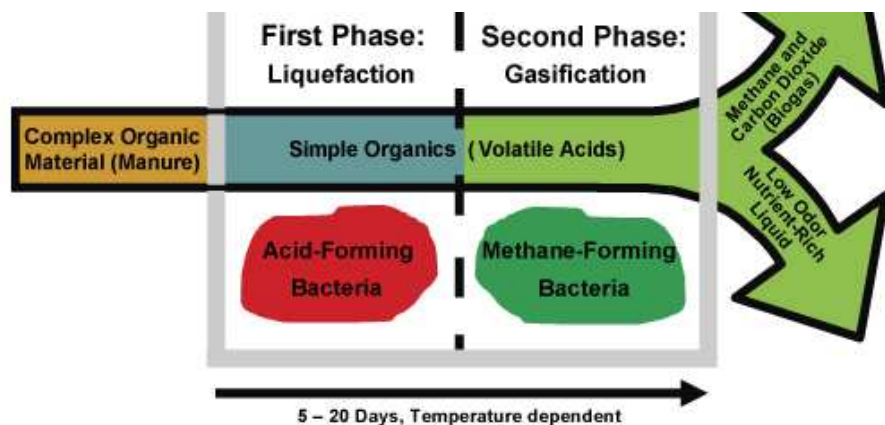 First Phase:
Liquefaction
Second Phase:
Gasification
Complex Organic
Material (Manure)
Simple Organics (Volatile Acids)
Methane and
Carbon Dioxide
(Biogas)
Low Odor
Nutrient-Rich
Liquid
Acid-Forming
Bacteria
Methane-Forming
Bacteria
5 – 20 Days, Temperature dependent